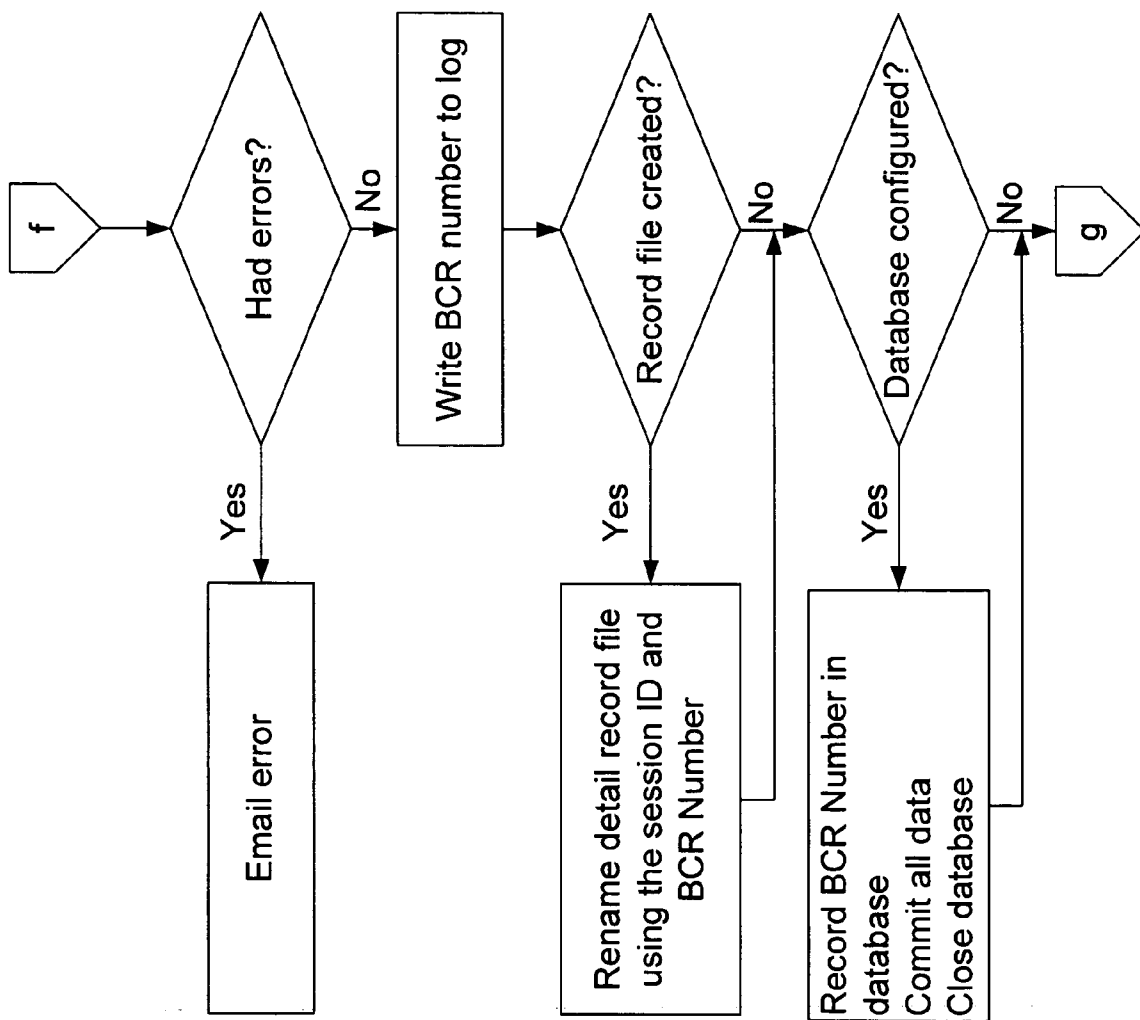 f
Had errors?
Yes
No
Email error
Write BCR number to log
Record file created?
Yes
No
Rename detail record file
using the session ID and
BCR Number
Database configured?
Yes
No
Record BCR Number in
database
Commit all data
Close database
g